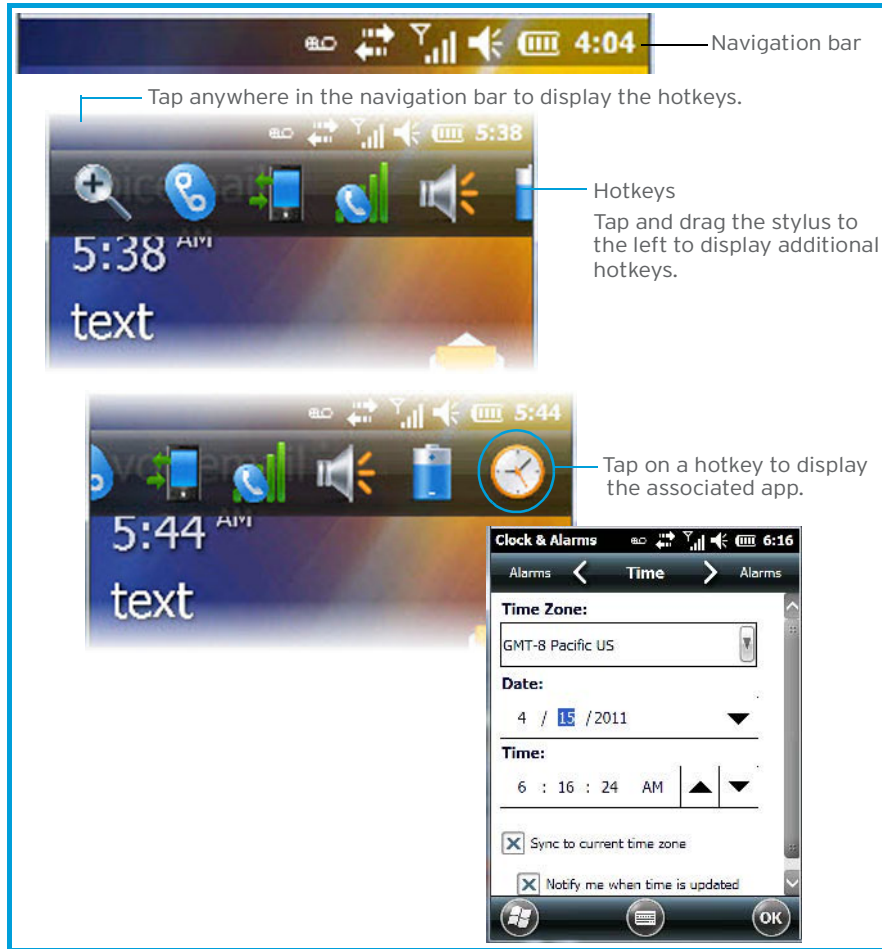 4:04
Navigation bar
Tap anywhere in the navigation bar to display the hotkeys.
5:38
5:38 AM
text
Hotkeys
Tap and drag the stylus to
the left to display additional
hotkeys.
5:44
5:44 AM
text
Tap on a hotkey to display
the associated app.
Clock & Alarms 6:16
Alarms Time Alarms
Time Zone:
GMT-8 Pacific US
Date:
4 / 15 / 2011
Time:
6 : 16 : 24 AM
Sync to current time zone
Notify me when time is updated
OK